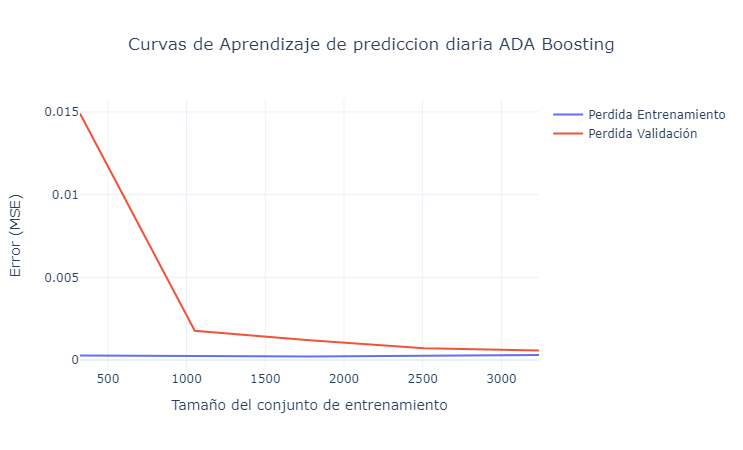 Curvas de Aprendizaje de prediccion diaria ADA Boosting
Perdida Entrenamiento
Perdida Validación
Error (MSE)
0.015
0.01
0.005
0
500 1000 1500 2000 2500 3000
Tamaño del conjunto de entrenamiento